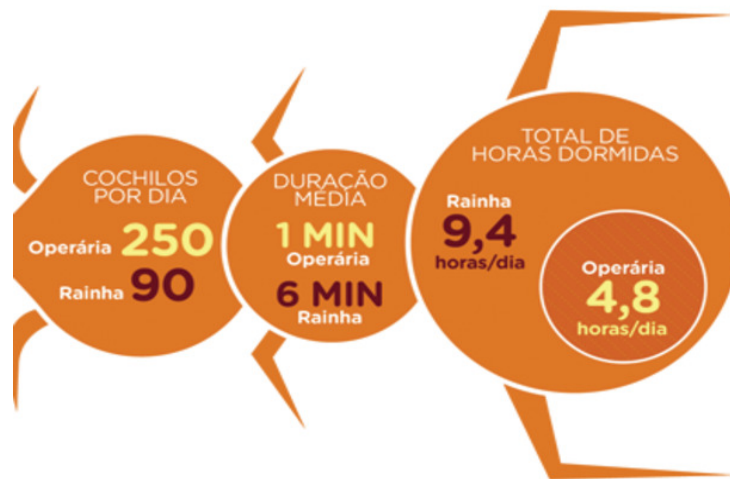 COCHILOS
POR DIA
Operária 250
Rainha 90
DURAÇÃO
MÉDIA
1 MIN
Operária
6 MIN
Rainha
TOTAL DE
HORAS DORMIDAS
Rainha
9,4
horas/dia
Operária
4,8
horas/dia